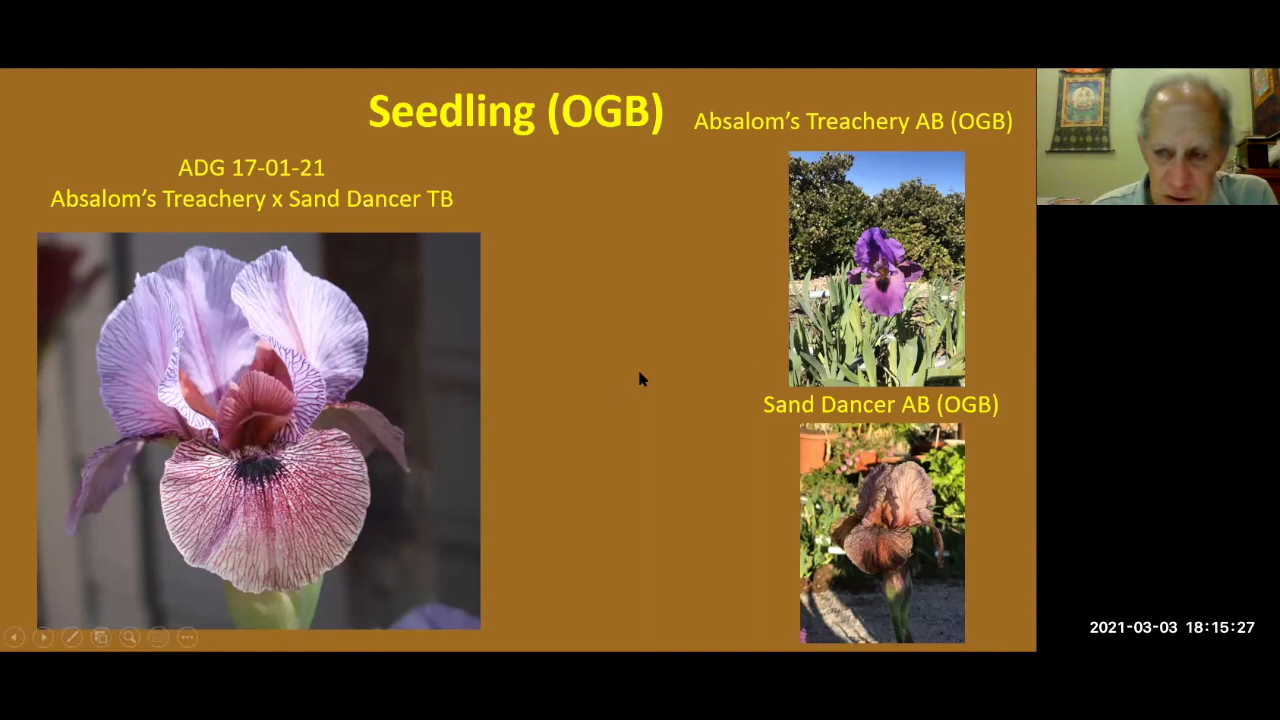 Seedling (OGB)
ADG 17-01-21
Absalom’s Treachery x Sand Dancer TB
Absalom’s Treachery AB (OGB)
Sand Dancer AB (OGB)
2021-03-03 18:15:27